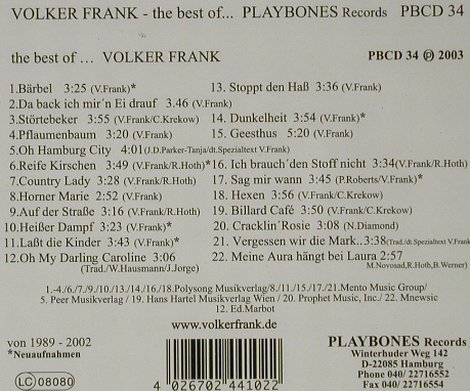 VOLKER FRANK - the best of... PLAYBONES Records PBCD 34
the best of ... VOLKER FRANK
PBCD 34 ℗ 2003
1.Bärbel 3:25 (V.Frank)*
2.Da back ich mir´n Ei drauf 3.46 (V.Frank)
3.Störtebeker 3:55 (V.Frank/C.Krekow)
4.Pflaumenbaum 3:20 (V.Frank)
5.Oh Hamburg City 4:01(J.D.Parker-Tanja/dt.Spezialtext V.Frank)
6.Reife Kirschen 3:49 (V.Frank/R.Hoth)*
7.Country Lady 3:28 (V.Frank/R.Hoth)
8.Horner Marie 2:52 (V.Frank)
9.Auf der Straße 3:16 (V.Frank/R.Hoth)
10.Heißer Dampf 3:23 (V.Frank)
11.Laßt die Kinder 3:43 (V.Frank)*
12.Oh My Darling Caroline 3:06
(Trad./W.Hausmann/J.Jorge)
13. Stoppt den Haß 3:36 (V.Frank)
14. Dunkelheit 3:54 (V.Frank)*
15. Geesthus 5:20 (V.Frank)
16. Ich brauch´den Stoff nicht 3:34(V.Frank/R.Hoth)
17. Sag mir wann 3:45 (P.Roberts/V.Frank)
18. Hexen 3:56 (V.Frank/C.Krekow)
19. Billard Café 3:50 (V.Frank/C.Krekow)
20. Cracklin´Rosie 3:08 (N.Diamond)
21. Vergessen wir die Mark..3:38(Trad./dt.Spezialtext V.Frank)
22. Meine Aura hängt bei Laura 2:57
M.Novosad,R.Hoth,B.Werner)
1.-4./6./7./9./10./13./14./16./18.Polysong Musikverlag/8./11./15./17./21.Mento Music Group/
5. Peer Musikverlag / 19. Hans Hartel Musikverlag Wien / 20. Prophet Music, Inc./ 22. Mnewsic
12. Ed.Marbot
www.volkerfrank.de
von 1989 - 2002
*Neuaufnahmen
LC 08080
4 026702 441022
PLAYBONES Records
Winterhuder Weg 142
D-22085 Hamburg
Phone 040/ 22716552
Fax 040/ 22716554